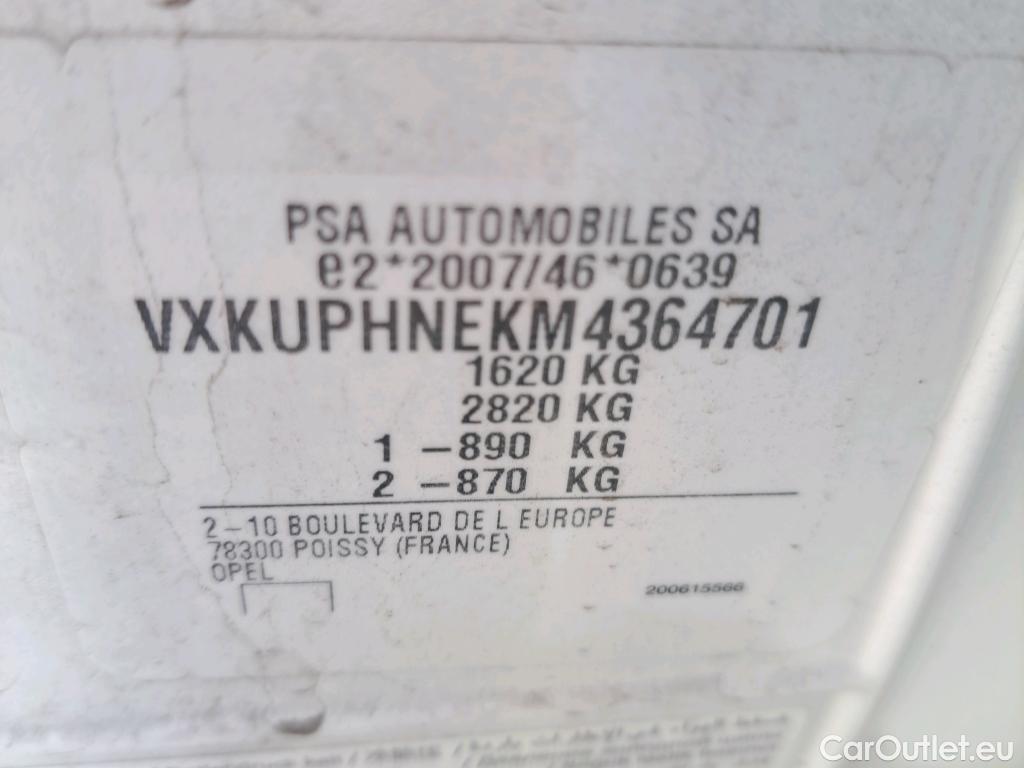 PSA AUTOMOBILES SA
e2*2007/46*0639
VXKUPHNEKM4364701
1620 KG
2820 KG
1 -890 KG
2 -870 KG
2-10 BOULEVARD DE L EUROPE
78300 POISSY (FRANCE)
OPEL
200615566
CarOutlet.eu